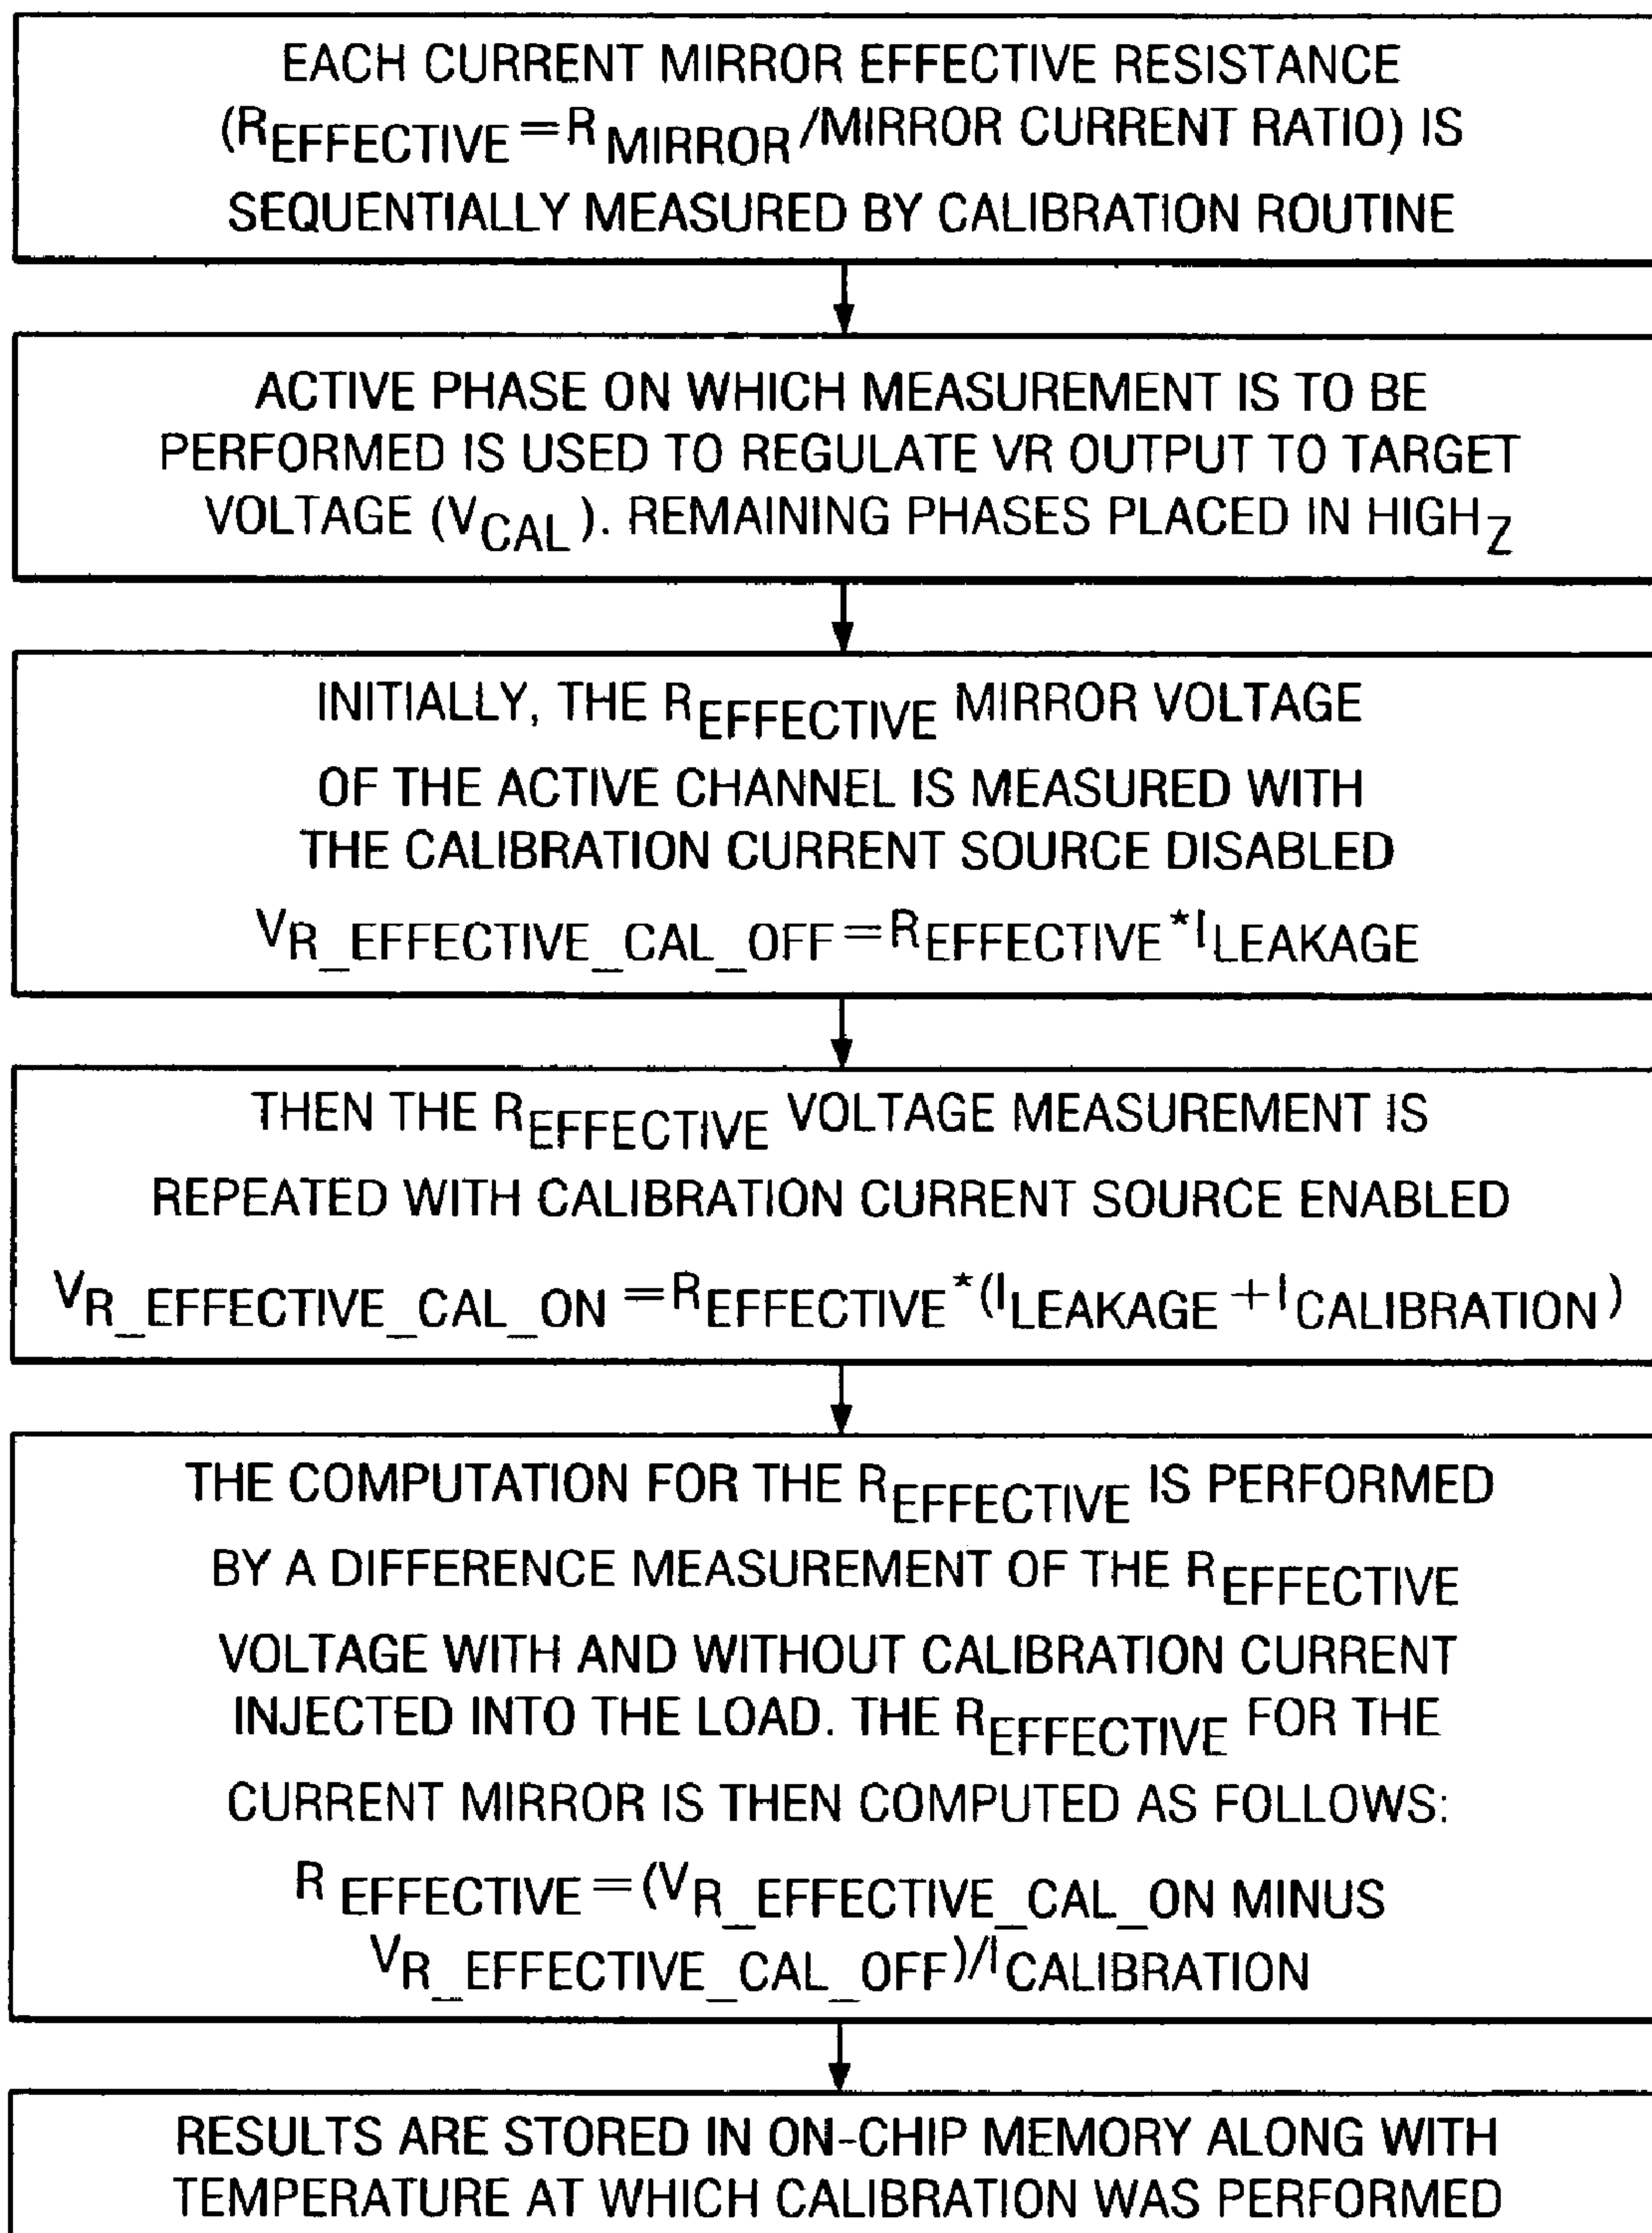 EACH CURRENT MIRROR EFFECTIVE RESISTANCE
(REFFECTIVE=RMIRROR/MIRROR CURRENT RATIO) IS
SEQUENTIALLY MEASURED BY CALIBRATION ROUTINE
ACTIVE PHASE ON WHICH MEASUREMENT IS TO BE
PERFORMED IS USED TO REGULATE VR OUTPUT TO TARGET
VOLTAGE (VCAL). REMAINING PHASES PLACED IN HIGHZ
INITIALLY, THE REFFECTIVE MIRROR VOLTAGE
OF THE ACTIVE CHANNEL IS MEASURED WITH
THE CALIBRATION CURRENT SOURCE DISABLED
VR_EFFECTIVE_CAL_OFF=REFFECTIVE*ILEAKAGE
THEN THE REFFECTIVE VOLTAGE MEASUREMENT IS
REPEATED WITH CALIBRATION CURRENT SOURCE ENABLED
VR_EFFECTIVE_CAL_ON=REFFECTIVE*(ILEAKAGE+ICALIBRATION)
THE COMPUTATION FOR THE REFFECTIVE IS PERFORMED
BY A DIFFERENCE MEASUREMENT OF THE REFFECTIVE
VOLTAGE WITH AND WITHOUT CALIBRATION CURRENT
INJECTED INTO THE LOAD. THE REFFECTIVE FOR THE
CURRENT MIRROR IS THEN COMPUTED AS FOLLOWS:
R EFFECTIVE=(VR_EFFECTIVE_CAL_ON MINUS
VR_EFFECTIVE_CAL_OFF)/ICALIBRATION
RESULTS ARE STORED IN ON-CHIP MEMORY ALONG WITH
TEMPERATURE AT WHICH CALIBRATION WAS PERFORMED